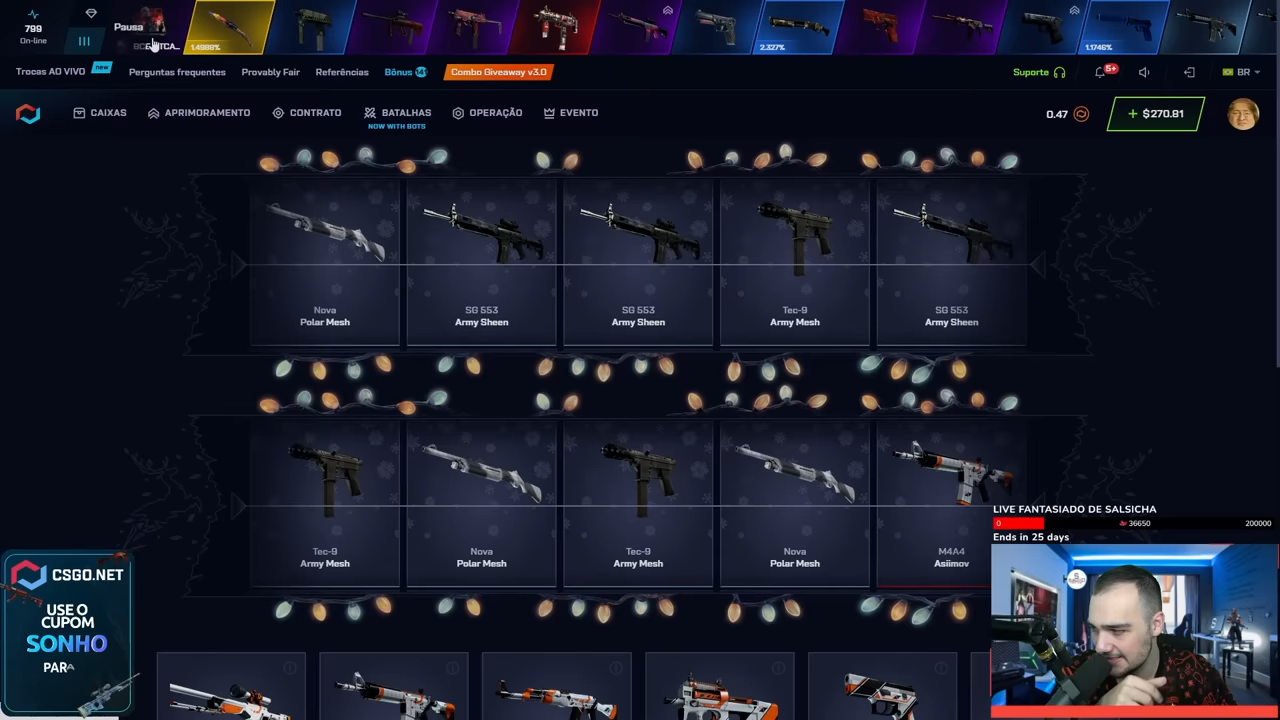 799
On-line
Pausa
1.4988%
2.327%
1.1746%
Trocas AO VIVO
new
Perguntas frequentes
Provably Fair
Referências
Bônus
Combo Giveaway v3.0
Suporte
5+
BR
CAIXAS
APRIMORAMENTO
CONTRATO
BATALHAS
NOW WITH BOTS
OPERAÇÃO
EVENTO
0.47
+ $270.81
Nova
Polar Mesh
SG 553
Army Sheen
SG 553
Army Sheen
Tec-9
Army Mesh
SG 553
Army Sheen
Tec-9
Army Mesh
Nova
Polar Mesh
Tec-9
Army Mesh
Nova
Polar Mesh
M4A4
Asiimov
LIVE FANTASIADO DE SALSICHA
0
36650
200000
Ends in 25 days
CSGO.NET
USE O
CUPOM
SONHO
PARA